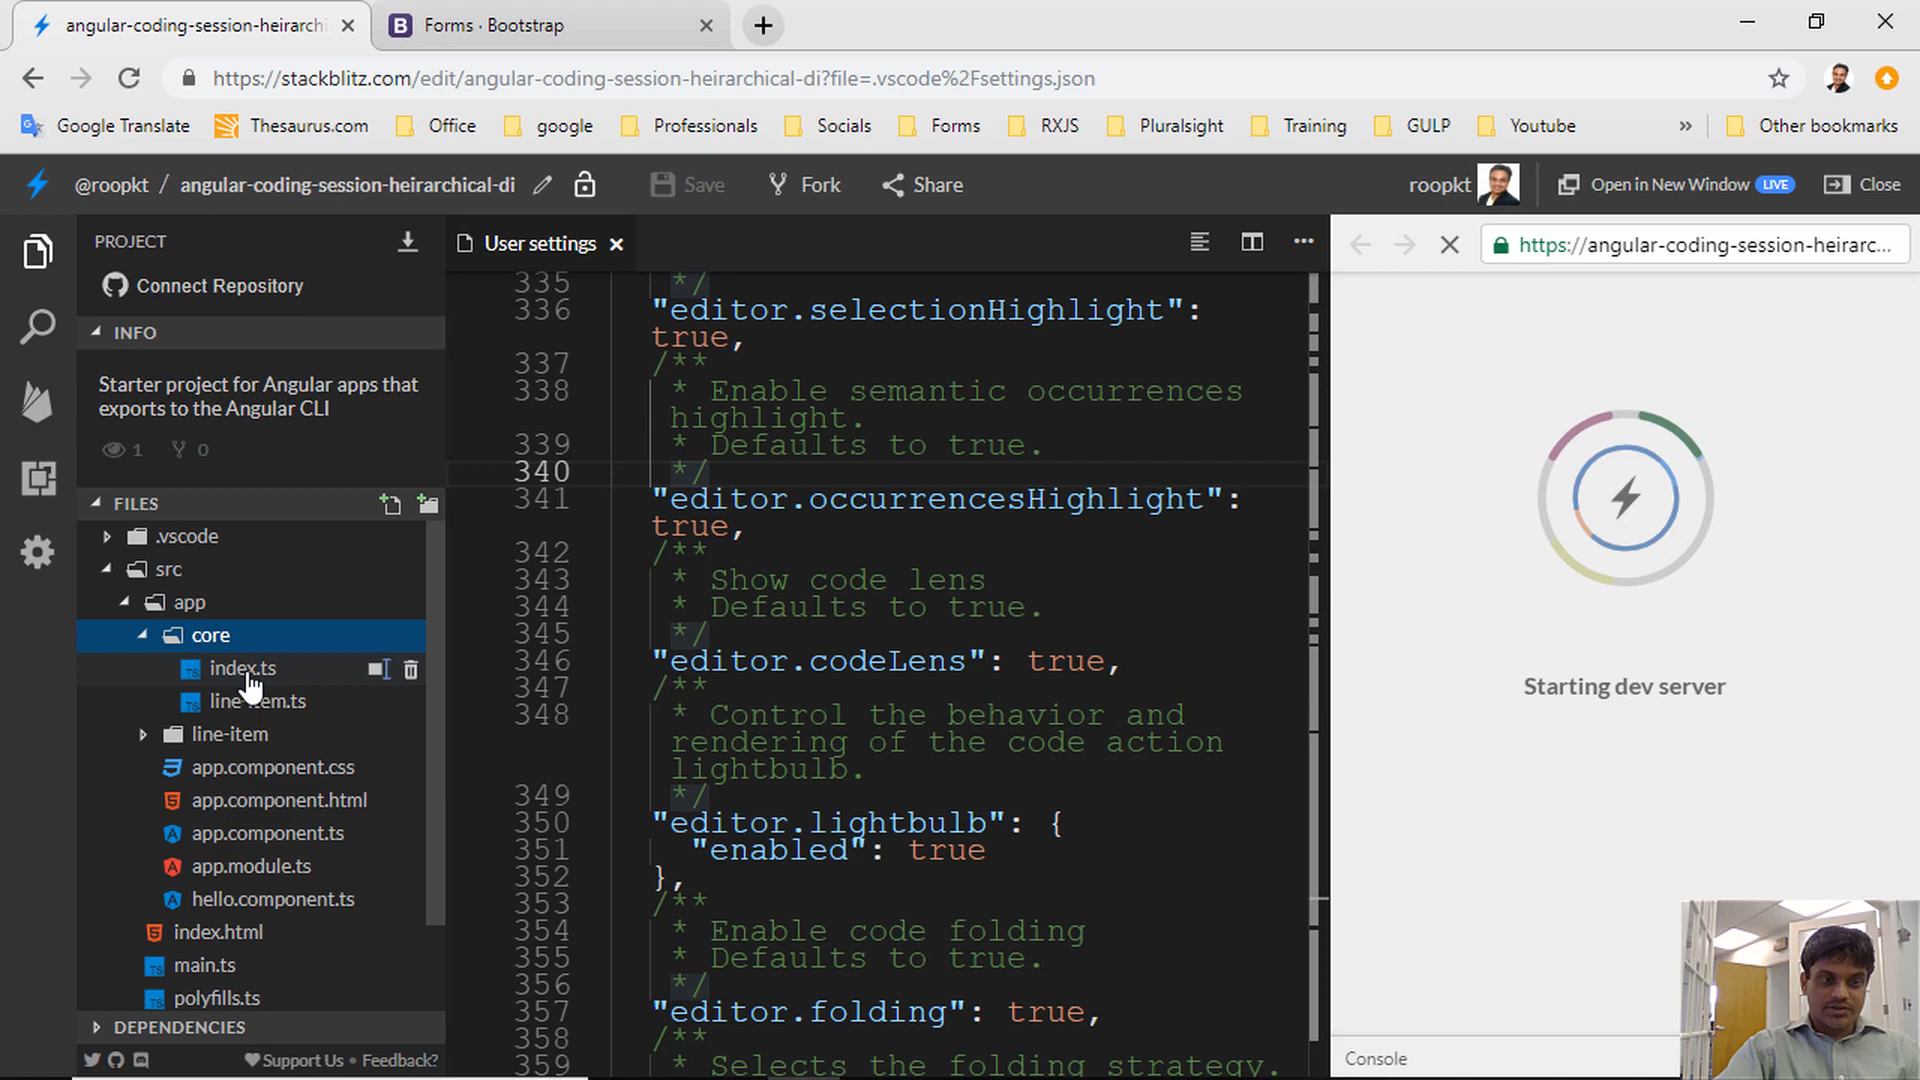 angular-coding-session-heirarchi
Forms · Bootstrap
https://stackblitz.com/edit/angular-coding-session-heirarchical-di?file=.vscode%2Fsettings.json
Google Translate
Thesaurus.com
Office
google
Professionals
Socials
Forms
RXJS
Pluralsight
Training
GULP
Youtube
»
Other bookmarks
@roopkt / angular-coding-session-heirarchical-di
Save
Fork
Share
roopkt
Open in New Window LIVE
Close
PROJECT
Connect Repository
INFO
Starter project for Angular apps that
exports to the Angular CLI
1 0
FILES
.vscode
src
app
core
index.ts
line-item.ts
line-item
app.component.css
app.component.html
app.component.ts
app.module.ts
hello.component.ts
index.html
main.ts
polyfills.ts
DEPENDENCIES
Support Us • Feedback?
User settings
335 */
336 "editor.selectionHighlight":
true,
337 /**
338 * Enable semantic occurrences
highlight.
339 * Defaults to true.
340 */
341 "editor.occurrencesHighlight":
true,
342 /**
343 * Show code lens
344 * Defaults to true.
345 */
346 "editor.codeLens": true,
347 /**
348 * Control the behavior and
rendering of the code action
lightbulb.
349 */
350 "editor.lightbulb": {
351 "enabled": true
352 },
353 /**
354 * Enable code folding
355 * Defaults to true.
356 */
357 "editor.folding": true,
358 /**
359 * Selects the folding strategy.
https://angular-coding-session-heirarc...
Starting dev server
Console